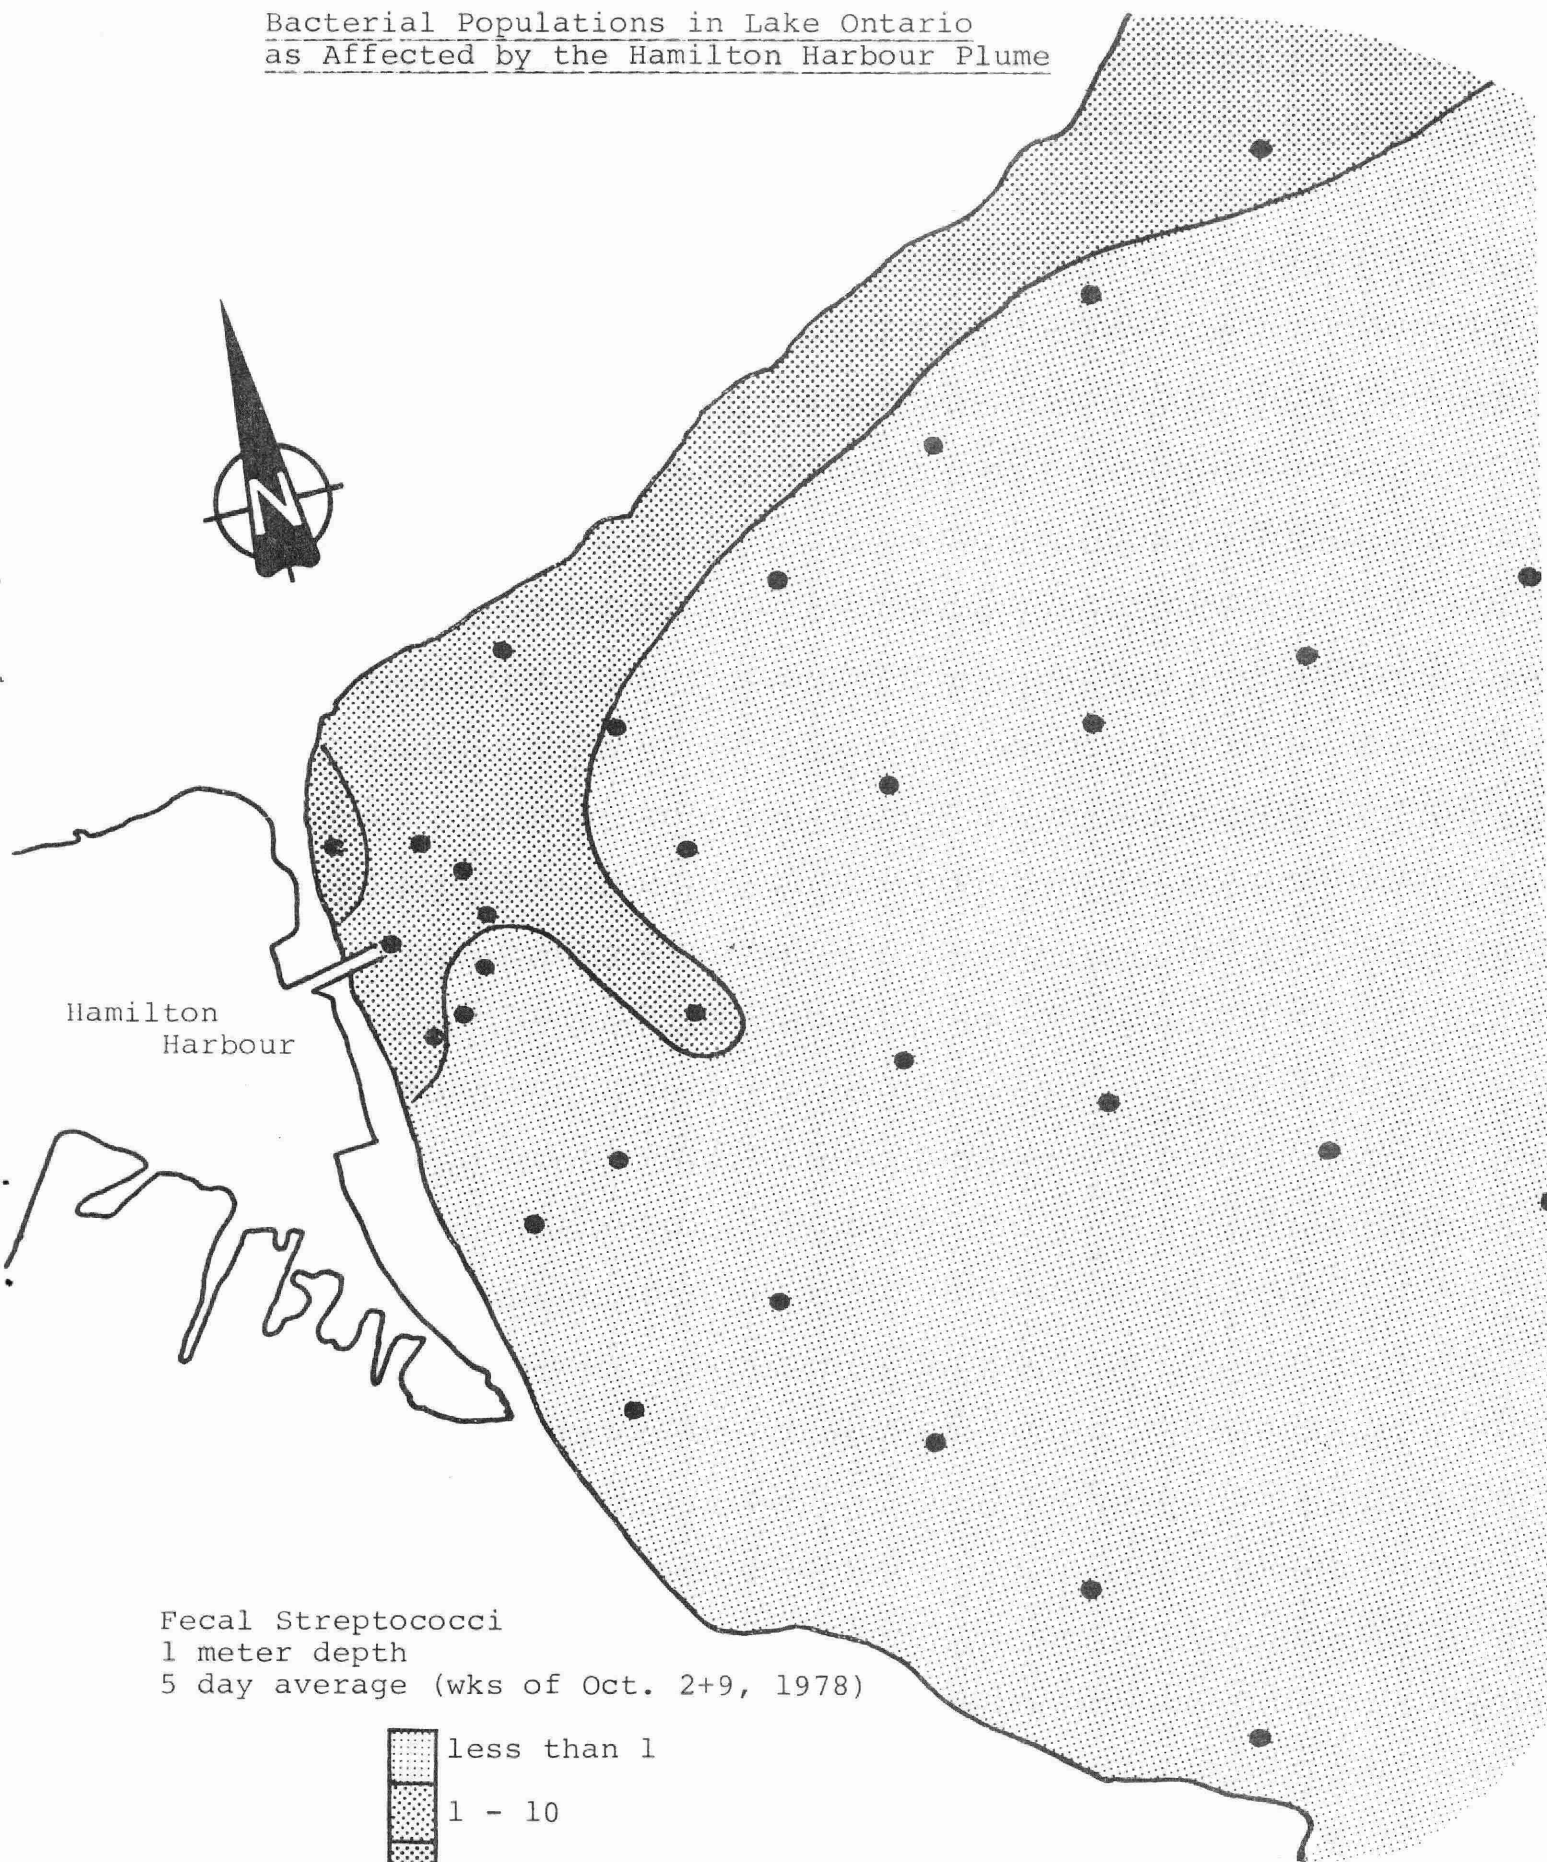 Bacterial Populations in Lake Ontario
as Affected by the Hamilton Harbour Plume
N
Hamilton
Harbour
Fecal Streptococci
1 meter depth
5 day average (wks of Oct. 2+9, 1978)
less than 1
1 - 10